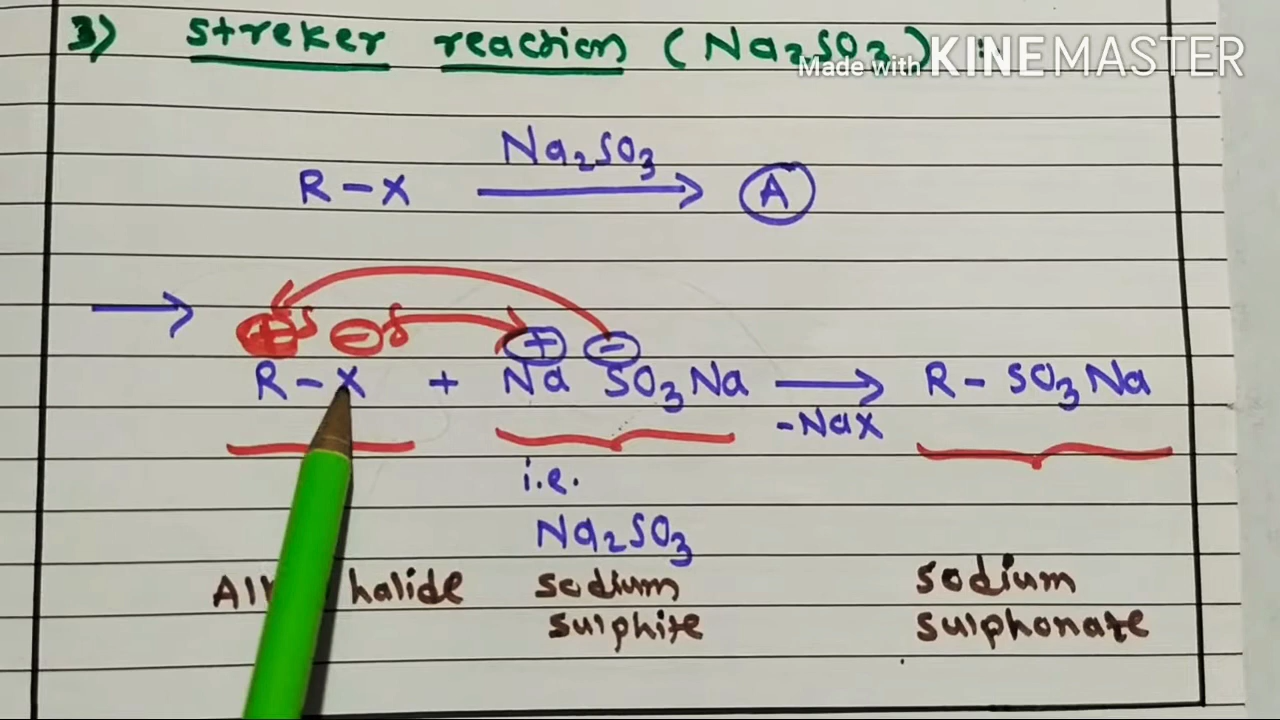 3) streker reaction (Na₂SO₃) :
Made with KINEMASTER
Na₂SO₃
R – X ⟶ A
⟶
+ δ – δ + –
R – X + Na SO₃Na ⟶ R – SO₃Na
-NaX
i.e.
Na₂SO₃
halide sodium sodium
sulphite sulphonate